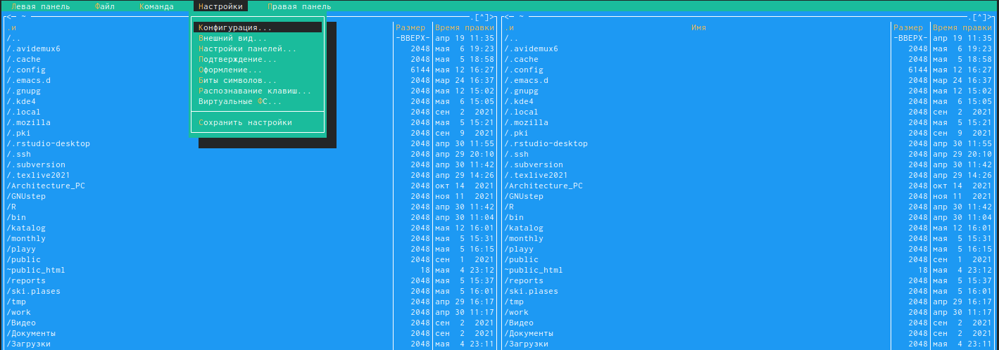 Левая панель Файл Команда Настройки Правая панель
<─ ~ .[^]> <─ ~ .[^]>
.и Конфигурация... Размер Время правки .и Имя Размер Время правки
/.. Внешний вид... -ВВЕРХ- апр 19 11:35 /.. -ВВЕРХ- апр 19 11:35
/.avidemux6 Настройки панелей... 2048 мая 6 19:23 /.avidemux6 2048 мая 6 19:23
/.cache Подтверждение... 2048 мая 5 18:58 /.cache 2048 мая 5 18:58
/.config Оформление... 6144 мая 12 16:27 /.config 6144 мая 12 16:27
/.emacs.d Биты символов... 2048 мар 24 16:37 /.emacs.d 2048 мар 24 16:37
/.gnupg Распознавание клавиш... 2048 мая 12 15:02 /.gnupg 2048 мая 12 15:02
/.kde4 Виртуальные ФС... 2048 мая 6 15:05 /.kde4 2048 мая 6 15:05
/.local 2048 сен 2 2021 /.local 2048 сен 2 2021
/.mozilla Сохранить настройки 2048 мая 5 15:21 /.mozilla 2048 мая 5 15:21
/.pki 2048 сен 9 2021 /.pki 2048 сен 9 2021
/.rstudio-desktop 2048 апр 30 11:55 /.rstudio-desktop 2048 апр 30 11:55
/.ssh 2048 апр 29 20:10 /.ssh 2048 апр 29 20:10
/.subversion 2048 апр 30 11:42 /.subversion 2048 апр 30 11:42
/.texlive2021 2048 апр 29 14:26 /.texlive2021 2048 апр 29 14:26
/Architecture_PC 2048 окт 14 2021 /Architecture_PC 2048 окт 14 2021
/GNUstep 2048 ноя 11 2021 /GNUstep 2048 ноя 11 2021
/R 2048 апр 30 11:42 /R 2048 апр 30 11:42
/bin 2048 апр 30 11:04 /bin 2048 апр 30 11:04
/katalog 2048 мая 12 16:01 /katalog 2048 мая 12 16:01
/monthly 2048 мая 5 15:31 /monthly 2048 мая 5 15:31
/playy 2048 мая 5 16:15 /playy 2048 мая 5 16:15
/public 2048 сен 1 2021 /public 2048 сен 1 2021
~public_html 18 мая 4 23:12 ~public_html 18 мая 4 23:12
/reports 2048 мая 5 15:37 /reports 2048 мая 5 15:37
/ski.plases 2048 мая 5 16:01 /ski.plases 2048 мая 5 16:01
/tmp 2048 апр 29 16:17 /tmp 2048 апр 29 16:17
/work 2048 апр 30 11:17 /work 2048 апр 30 11:17
/Видео 2048 сен 2 2021 /Видео 2048 сен 2 2021
/Документы 2048 сен 2 2021 /Документы 2048 сен 2 2021
/Загрузки 2048 мая 4 23:11 /Загрузки 2048 мая 4 23:11